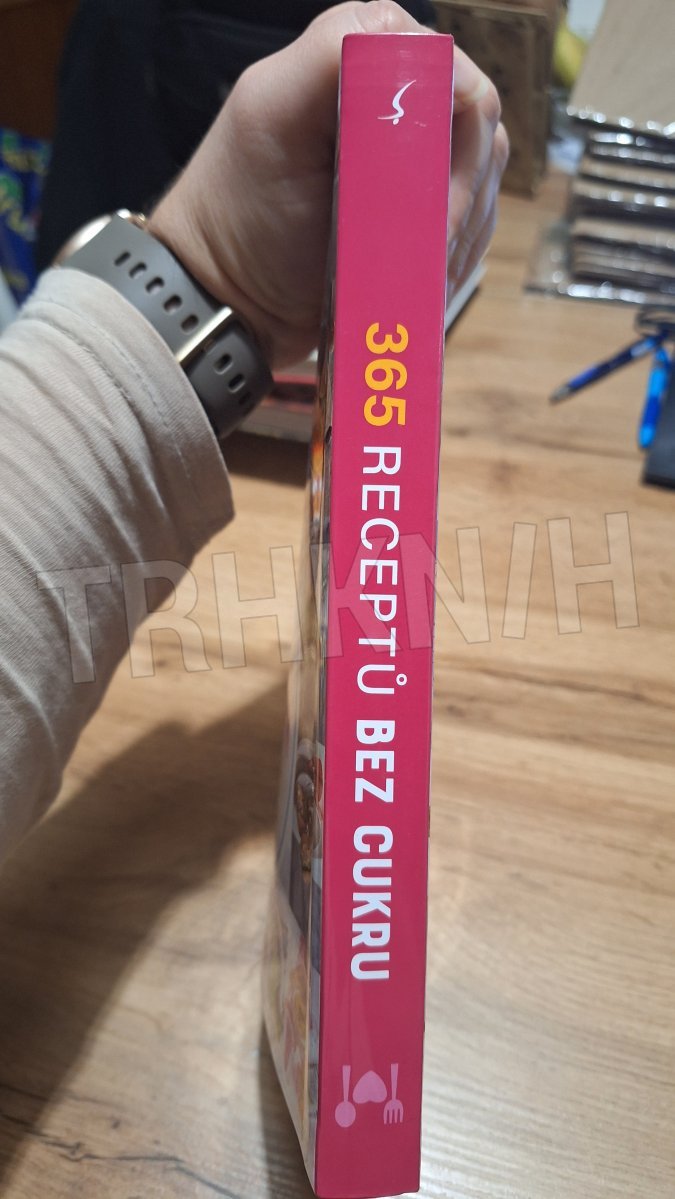 365 RECEPTŮ BEZ CUKRU
TRHKNIH